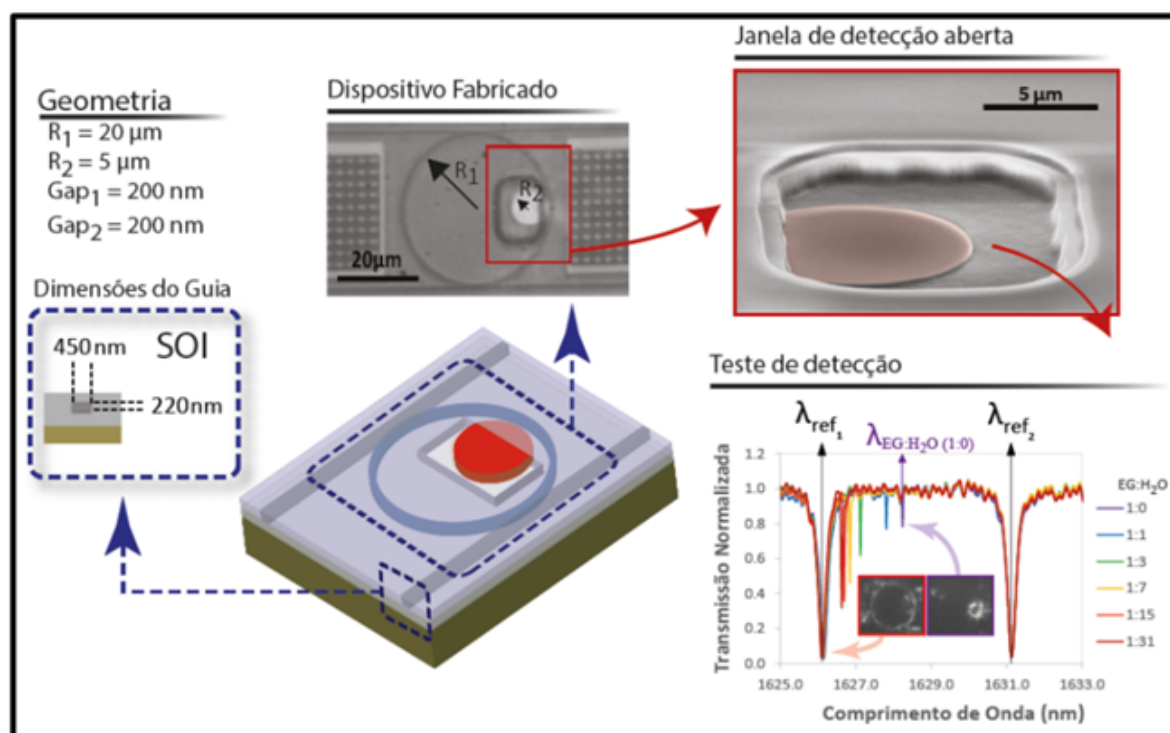 Geometria
R1 = 20 µm
R2 = 5 µm
Gap1 = 200 nm
Gap2 = 200 nm
Dimensões do Guia
450 nm
SOI
220nm
Dispositivo Fabricado
R1
R2
20µm
Janela de detecção aberta
5 µm
Teste de detecção
λref1
λEG:H2O (1:0)
λref2
Transmissão Normalizada
1.2
1.0
0.8
0.6
0.4
0.2
0.0
1625.0
1627.0
1629.0
1631.0
1633.0
Comprimento de Onda (nm)
EG:H2O
1:0
1:1
1:3
1:7
1:15
1:31